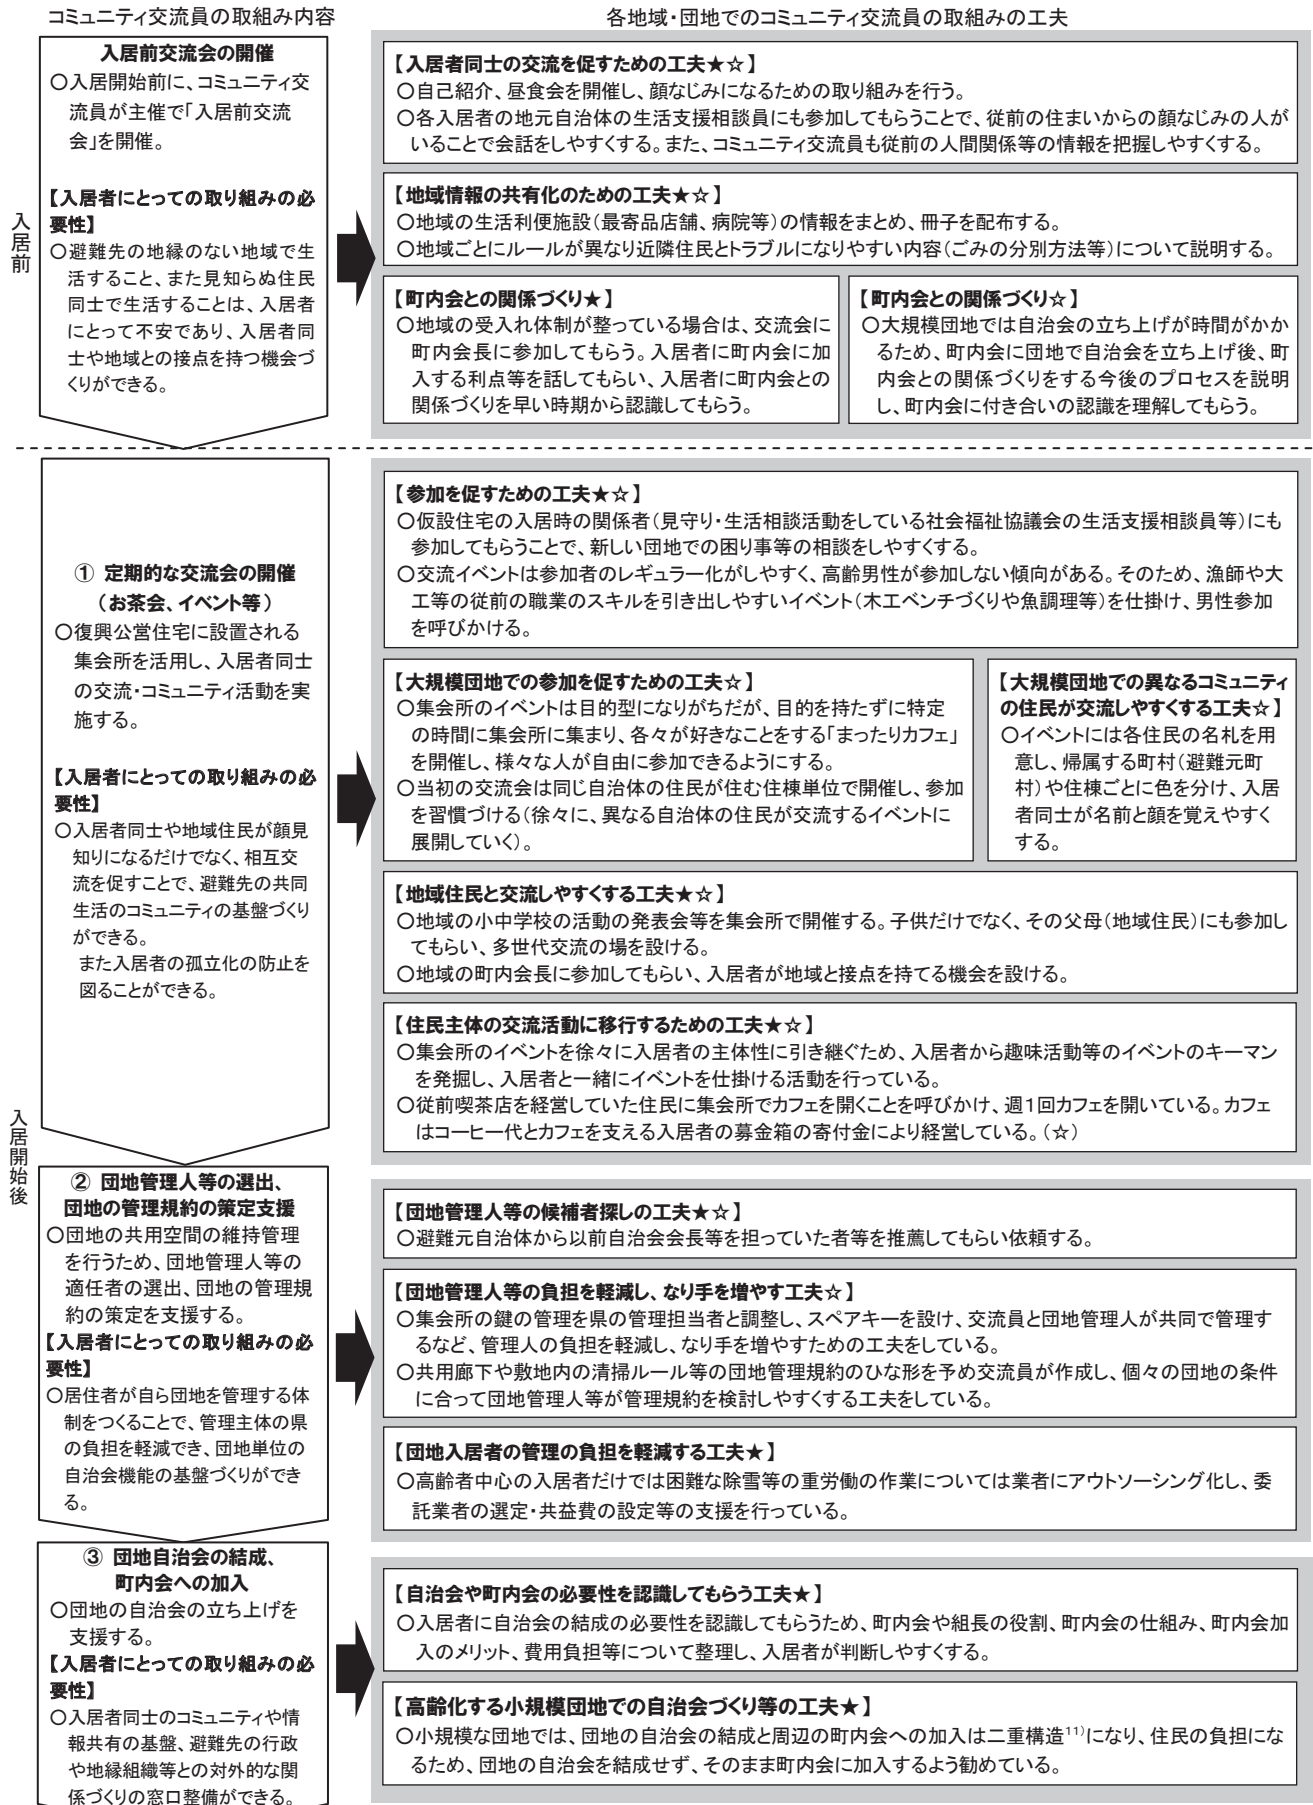 コミュニティ交流員の取組み内容
各地域・団地でのコミュニティ交流員の取組みの工夫
入居前
入居前交流会の開催
〇入居開始前に、コミュニティ交
流員が主催で「入居前交流
会」を開催。
【入居者にとっての取り組みの必
要性】
〇避難先の地縁のない地域で生
活すること、また見知らぬ住民
同士で生活することは、入居者
にとって不安であり、入居者同
士や地域との接点を持つ機会づ
くりができる。
【入居者同士の交流を促すための工夫★☆】
〇自己紹介、昼食会を開催し、顔なじみになるための取り組みを行う。
〇各入居者の地元自治体の生活支援相談員にも参加してもらうことで、従前の住まいからの顔なじみの人が
いることで会話をしやすくする。また、コミュニティ交流員も従前の人間関係等の情報を把握しやすくする。
【地域情報の共有化のための工夫★☆】
〇地域の生活利便施設（最寄品店舗、病院等）の情報をまとめ、冊子を配布する。
〇地域ごとにルールが異なり近隣住民とトラブルになりやすい内容（ごみの分別方法等）について説明する。
【町内会との関係づくり★】
〇地域の受入れ体制が整っている場合は、交流会に
町内会長に参加してもらう。入居者に町内会に加
入する利点等を話してもらい、入居者に町内会との
関係づくりを早い時期から認識してもらう。
【町内会との関係づくり☆】
〇大規模団地では自治会の立ち上げが時間がかか
るため、町内会に団地で自治会を立ち上げ後、町
内会との関係づくりをする今後のプロセスを説明
し、町内会に付き合いの認識を理解してもらう。
入居開始後
① 定期的な交流会の開催
（お茶会、イベント等）
〇復興公営住宅に設置される
集会所を活用し、入居者同士
の交流・コミュニティ活動を実
施する。
【入居者にとっての取り組みの必
要性】
〇入居者同士や地域住民が顔見
知りになるだけでなく、相互交
流を促すことで、避難先の共同
生活のコミュニティの基盤づくり
ができる。
また入居者の孤立化の防止を
図ることができる。
【参加を促すための工夫★☆】
〇仮設住宅の入居時の関係者（見守り・生活相談活動をしている社会福祉協議会の生活支援相談員等）にも
参加してもらうことで、新しい団地での困り事等の相談をしやすくする。
〇交流イベントは参加者のレギュラー化がしやすく、高齢男性が参加しない傾向がある。そのため、漁師や大
工等の従前の職業のスキルを引き出しやすいイベント（木工ベンチづくりや魚調理等）を仕掛け、男性参加
を呼びかける。
【大規模団地での参加を促すための工夫☆】
〇集会所のイベントは目的型になりがちだが、目的を持たずに特定
の時間に集会所に集まり、各々が好きなことをする「まったりカフェ」
を開催し、様々な人が自由に参加できるようにする。
〇当初の交流会は同じ自治体の住民が住む住棟単位で開催し、参加
を習慣づける（徐々に、異なる自治体の住民が交流するイベントに
展開していく）。
【大規模団地での異なるコミュニティ
の住民が交流しやすくする工夫☆】
〇イベントには各住民の名札を用
意し、帰属する町村（避難元町
村）や住棟ごとに色を分け、入居
者同士が名前と顔を覚えやすく
する。
【地域住民と交流しやすくする工夫★☆】
〇地域の小中学校の活動の発表会等を集会所で開催する。子供だけでなく、その父母（地域住民）にも参加し
てもらい、多世代交流の場を設ける。
〇地域の町内会長に参加してもらい、入居者が地域と接点を持てる機会を設ける。
【住民主体の交流活動に移行するための工夫★☆】
〇集会所のイベントを徐々に入居者の主体性に引き継ぐため、入居者から趣味活動等のイベントのキーマン
を発掘し、入居者と一緒にイベントを仕掛ける活動を行っている。
〇従前喫茶店を経営していた住民に集会所でカフェを開くことを呼びかけ、週１回カフェを開いている。カフェ
はコーヒー代とカフェを支える入居者の募金箱の寄付金により経営している。（☆）
② 団地管理人等の選出、
団地の管理規約の策定支援
〇団地の共用空間の維持管理
を行うため、団地管理人等の
適任者の選出、団地の管理規
約の策定を支援する。
【入居者にとっての取り組みの必
要性】
〇居住者が自ら団地を管理する体
制をつくることで、管理主体の県
の負担を軽減でき、団地単位の
自治会機能の基盤づくりができ
る。
【団地管理人等の候補者探しの工夫★☆】
〇避難元自治体から以前自治会会長等を担っていた者等を推薦してもらい依頼する。
【団地管理人等の負担を軽減し、なり手を増やす工夫☆】
〇集会所の鍵の管理を県の管理担当者と調整し、スペアキーを設け、交流員と団地管理人が共同で管理す
るなど、管理人の負担を軽減し、なり手を増やすための工夫をしている。
〇共用廊下や敷地内の清掃ルール等の団地管理規約のひな形を予め交流員が作成し、個々の団地の条件
に合って団地管理人等が管理規約を検討しやすくする工夫をしている。
【団地入居者の管理の負担を軽減する工夫★】
〇高齢者中心の入居者だけでは困難な除雪等の重労働の作業については業者にアウトソーシング化し、委
託業者の選定・共益費の設定等の支援を行っている。
③ 団地自治会の結成、
町内会への加入
〇団地の自治会の立ち上げを
支援する。
【入居者にとっての取り組みの必
要性】
〇入居者同士のコミュニティや情
報共有の基盤、避難先の行政
や地縁組織等との対外的な関
係づくりの窓口整備ができる。
【自治会や町内会の必要性を認識してもらう工夫★】
〇入居者に自治会の結成の必要性を認識してもらうため、町内会や組長の役割、町内会の仕組み、町内会加
入のメリット、費用負担等について整理し、入居者が判断しやすくする。
【高齢化する小規模団地での自治会づくり等の工夫★】
〇小規模な団地では、団地の自治会の結成と周辺の町内会への加入は二重構造¹¹⁾になり、住民の負担にな
るため、団地の自治会を結成せず、そのまま町内会に加入するよう勧めている。